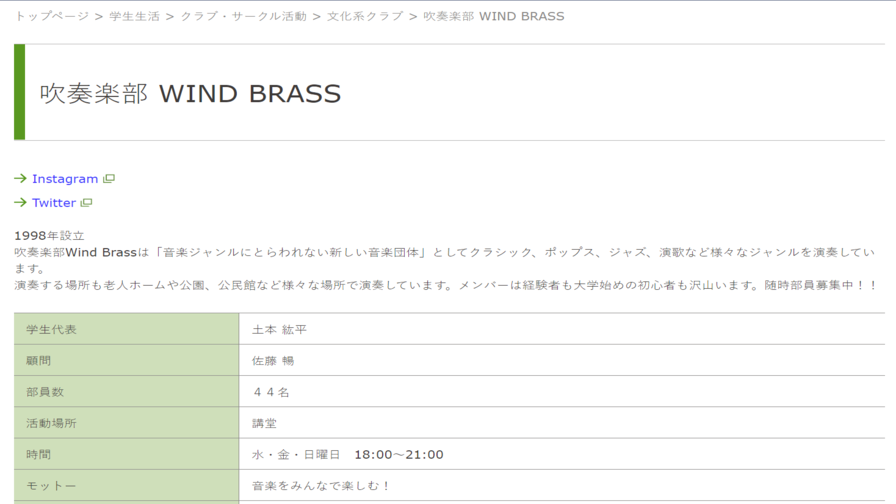 トップページ > 学生生活 > クラブ・サークル活動 > 文化系クラブ > 吹奏楽部 WIND BRASS
吹奏楽部 WIND BRASS
Instagram
Twitter
1998年設立
吹奏楽部Wind Brassは「音楽ジャンルにとらわれない新しい音楽団体」としてクラシック、ポップス、ジャズ、演歌など様々なジャンルを演奏してい
ます。
演奏する場所も老人ホームや公園、公民館など様々な場所で演奏しています。メンバーは経験者も大学始めの初心者も沢山います。随時部員募集中！！
学生代表 土本 紘平
顧問 佐藤 暢
部員数 ４４名
活動場所 講堂
時間 水・金・日曜日 18:00～21:00
モットー 音楽をみんなで楽しむ！